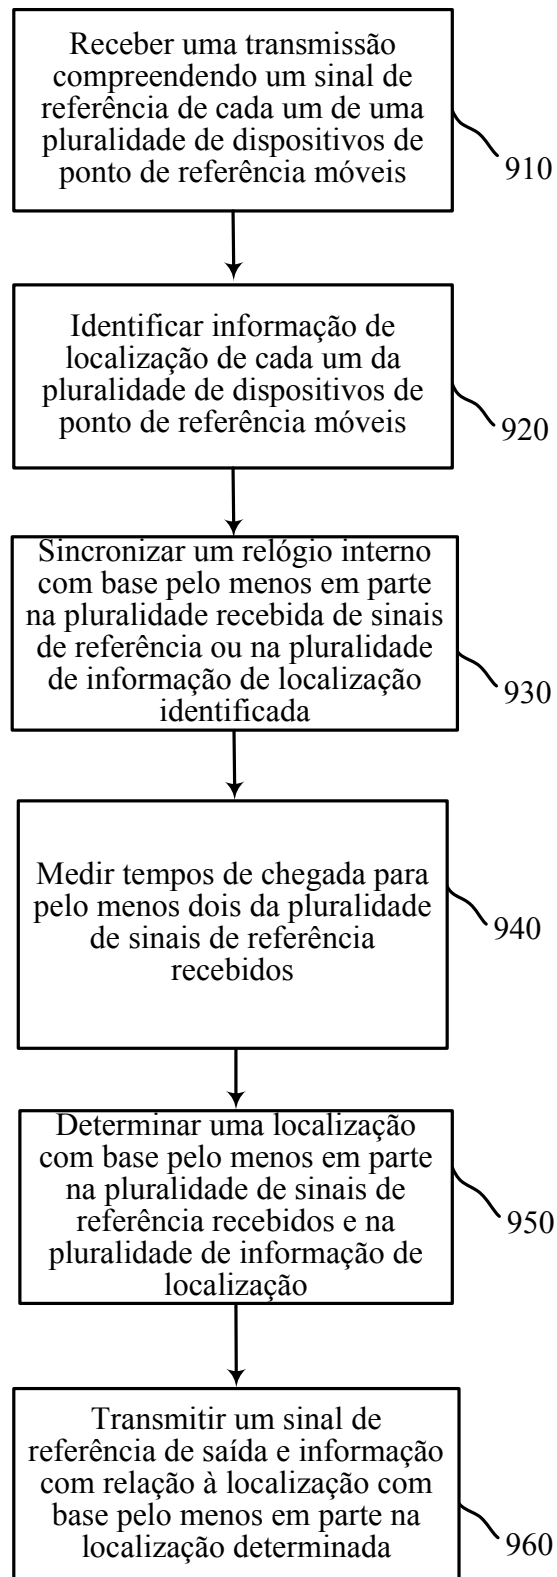 Receber uma transmissão
compreendendo um sinal de
referência de cada um de uma
pluralidade de dispositivos de
ponto de referência móveis
910
Identificar informação de
localização de cada um da
pluralidade de dispositivos de
ponto de referência móveis
920
Sincronizar um relógio interno
com base pelo menos em parte
na pluralidade recebida de sinais
de referência ou na pluralidade
de informação de localização
identificada
930
Medir tempos de chegada para
pelo menos dois da pluralidade
de sinais de referência
recebidos
940
Determinar uma localização
com base pelo menos em parte
na pluralidade de sinais de
referência recebidos e na
pluralidade de informação de
localização
950
Transmitir um sinal de
referência de saída e informação
com relação à localização com
base pelo menos em parte na
localização determinada
960